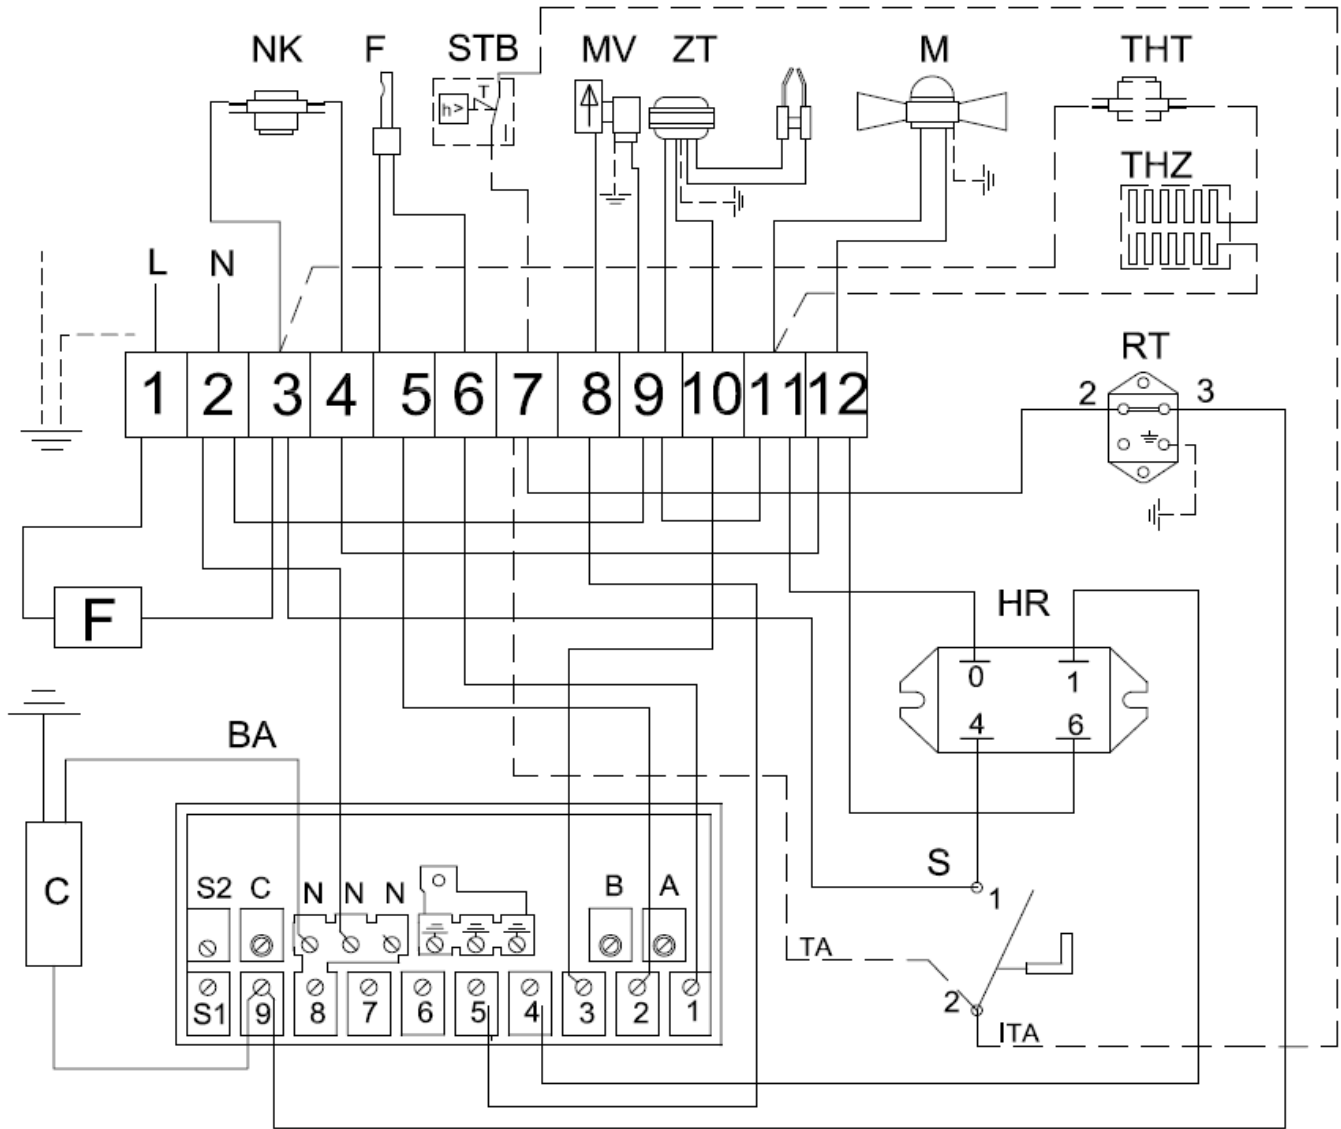 NK F STB MV ZT M THT
h> T
THZ
L N
RT
1 2 3 4 5 6 7 8 9 10 11 12
2 3
F
HR
0 1
4 6
BA
S
C
1
S2 C N N N B A
TA
2
S1 9 8 7 6 5 4 3 2 1
ITA